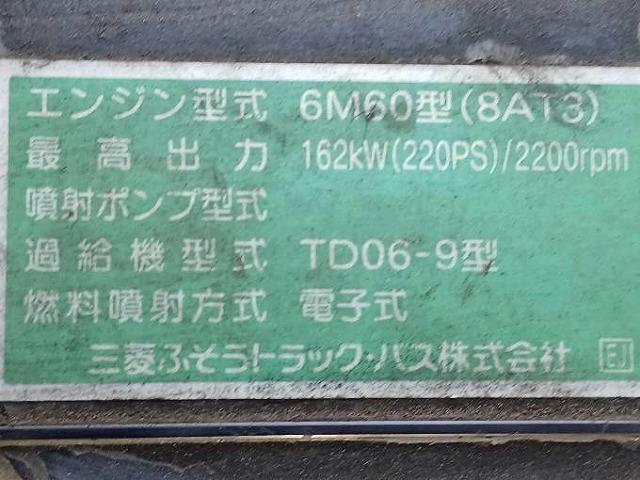 エンジン型式 6M60型(8AT3)
最高出力 162kW(220PS)/2200rpm
噴射ポンプ型式
過給機型式 TD06-9型
燃料噴射方式 電子式
三菱ふそうトラック・バス株式会社 EJ